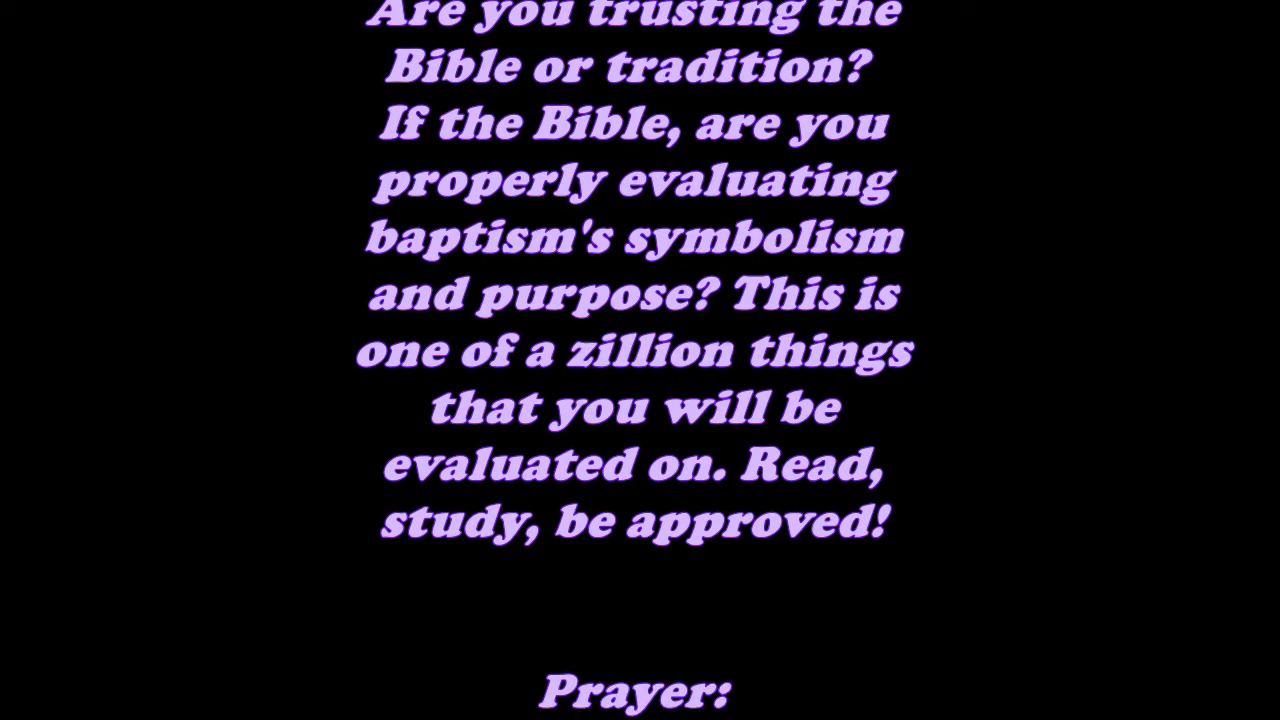 Are you trusting the
Bible or tradition?
If the Bible, are you
properly evaluating
baptism's symbolism
and purpose? This is
one of a zillion things
that you will be
evaluated on. Read,
study, be approved!
Prayer: